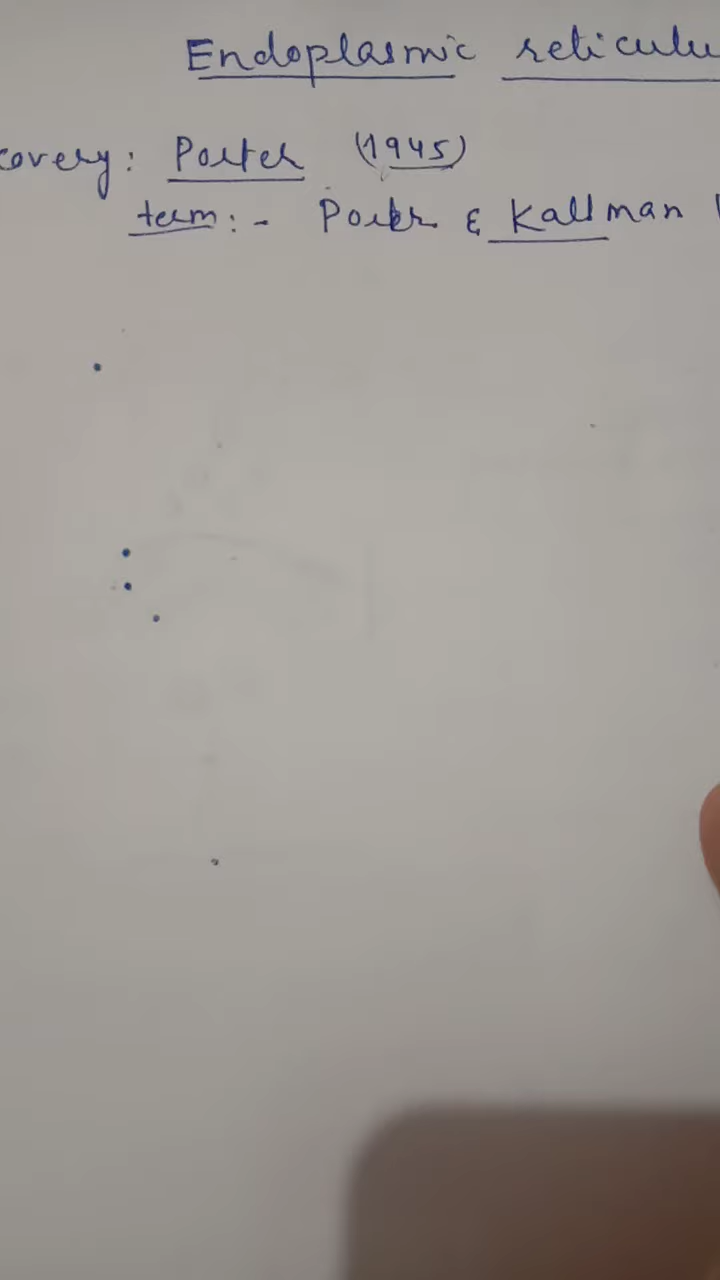 Endoplasmic reticulu
covery: Porter (1945)
term:- Porter & Kallman (